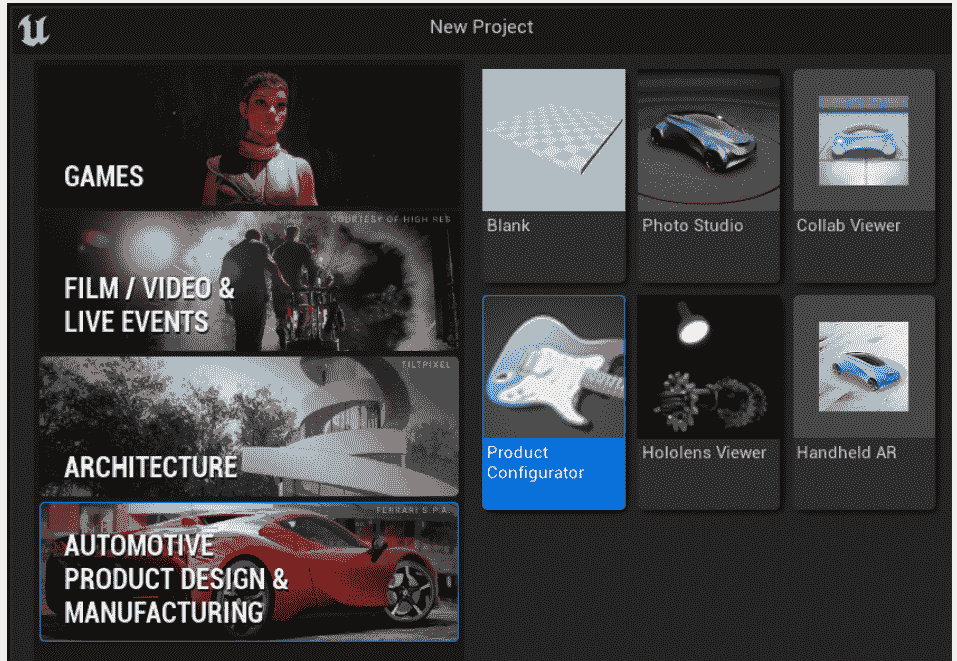 New Project
GAMES
COURTESY OF HIGH RES
FILM / VIDEO &
LIVE EVENTS
TILTPIXEL
ARCHITECTURE
FERRARI S.P.A.
AUTOMOTIVE
PRODUCT DESIGN &
MANUFACTURING
Blank
Photo Studio
Collab Viewer
Product
Configurator
Hololens Viewer
Handheld AR